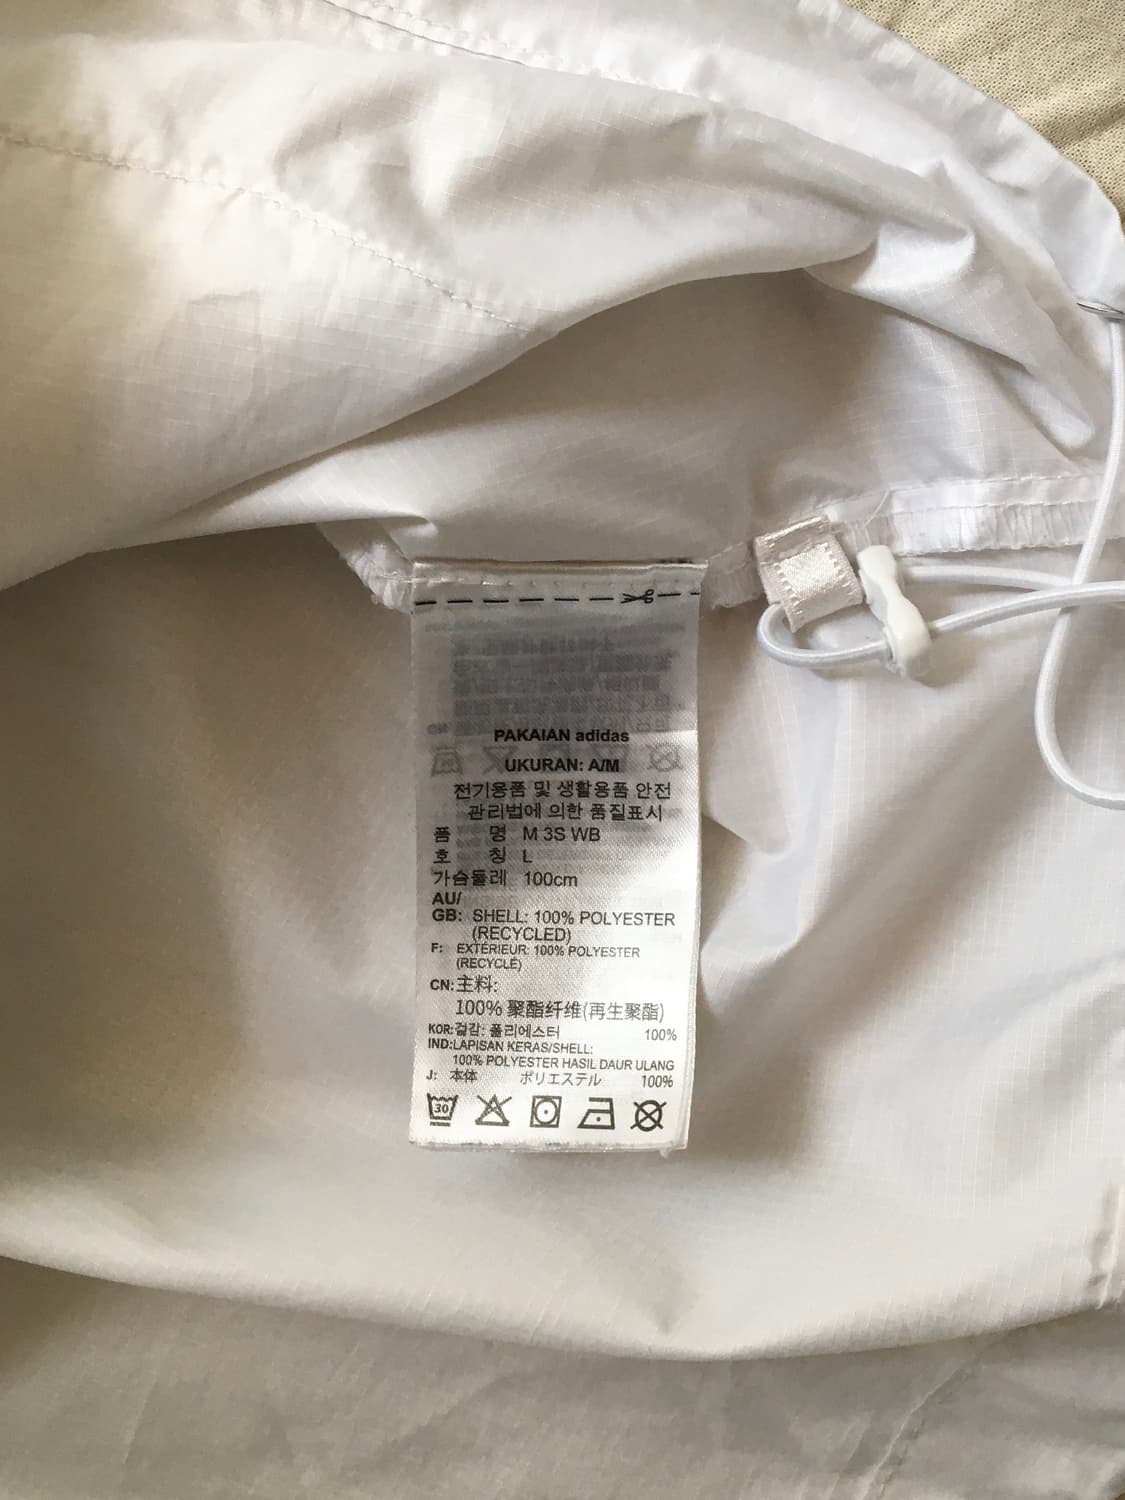 PAKAIAN adidas
UKURAN: A/M
전기용품 및 생활용품 안전
관리법에 의한 품질표시
품 명 M 3S WB
호 칭 L
가슴둘레 100cm
AU/
GB: SHELL: 100% POLYESTER
(RECYCLED)
F: EXTÉRIEUR: 100% POLYESTER
(RECYCLÉ)
CN:主料:
100% 聚酯纤维(再生聚酯)
KOR:겉감: 폴리에스터 100%
IND:LAPISAN KERAS/SHELL:
100% POLYESTER HASIL DAUR ULANG
J: 本体 ポリエステル 100%
30